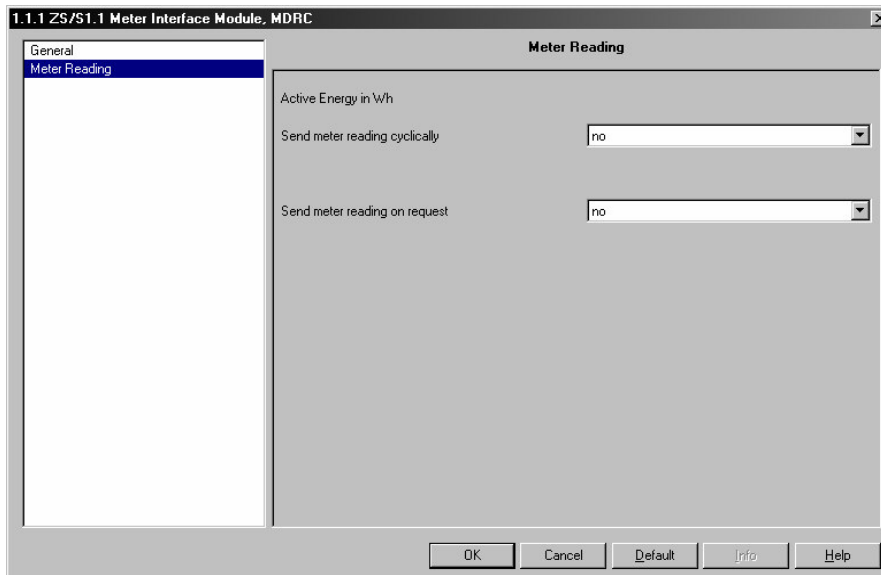 1.1.1 ZS/S1.1 Meter Interface Module, MDRC
General
Meter Reading
Meter Reading
Active Energy in Wh
Send meter reading cyclically
no
Send meter reading on request
no
OK
Cancel
Default
Info
Help